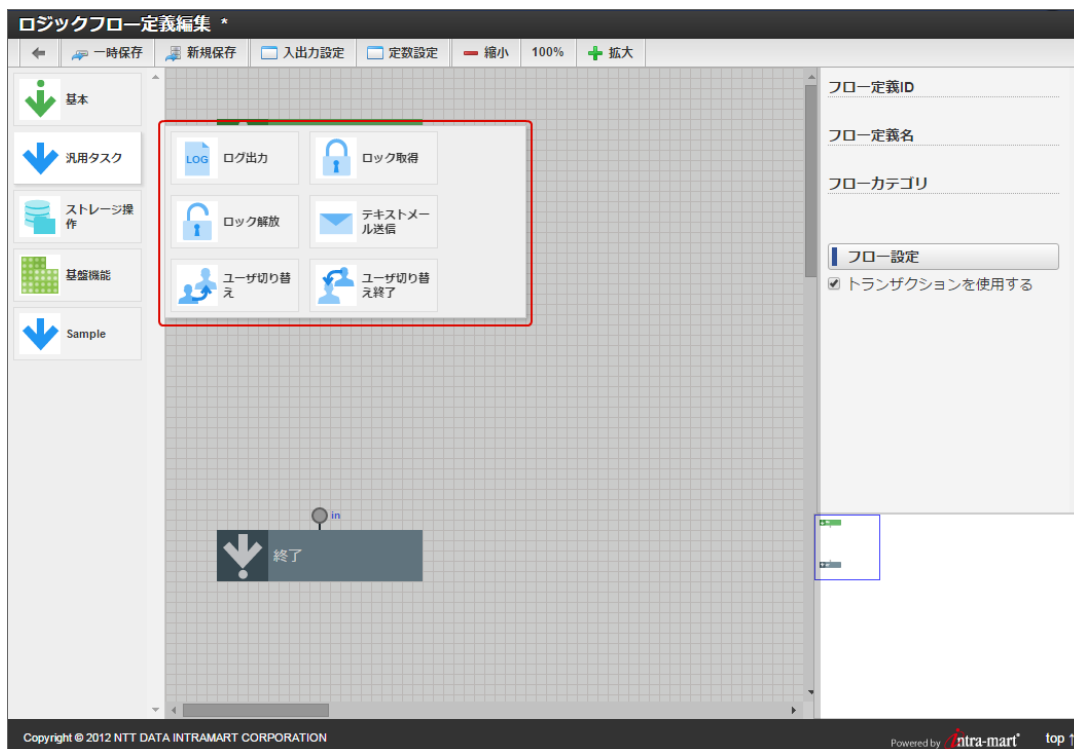 ロジックフロー定義編集 *
一時保存 新規保存 入出力設定 定数設定 縮小 100% 拡大
基本
汎用タスク
ストレージ操
作
基盤機能
Sample
LOG ログ出力
ロック取得
ロック解放
テキストメー
ル送信
ユーザ切り替
え
ユーザ切り替
え終了
in
終了
フロー定義ID
フロー定義名
フローカテゴリ
フロー設定
トランザクションを使用する
Copyright © 2012 NTT DATA INTRAMART CORPORATION
Powered by intra-mart
top ↑